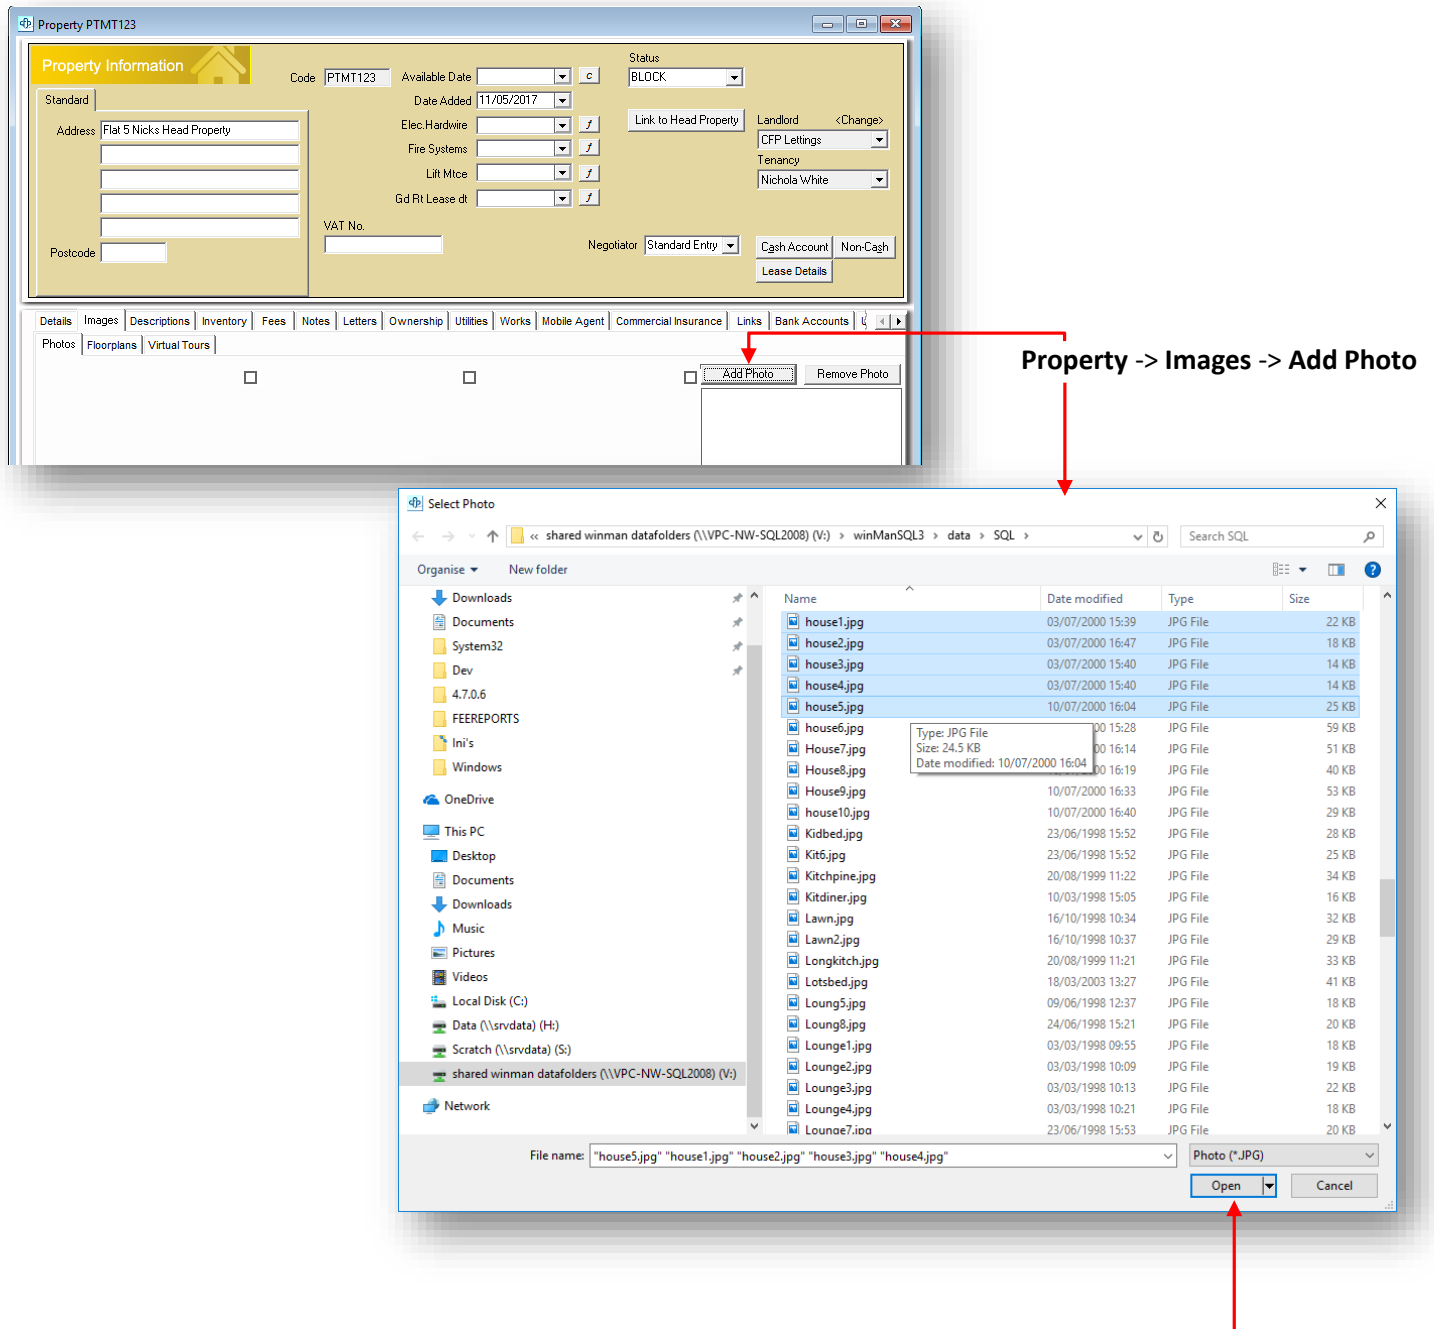 Property PTMT123
Property Information
Code PTMT123
Available Date c
Status
BLOCK
Standard
Date Added 11/05/2017
Address Flat 5 Nicks Head Property
Elec.Hardwire f
Link to Head Property
Landlord <Change>
CFP Lettings
Fire Systems f
Tenancy
Lift Mtce f
Nichola White
Gd Rt Lease dt f
VAT No.
Postcode
Negotiator Standard Entry
Cash Account Non-Cash
Lease Details
Details Images Descriptions Inventory Fees Notes Letters Ownership Utilities Works Mobile Agent Commercial Insurance Links Bank Accounts
Photos Floorplans Virtual Tours
Add Photo Remove Photo
Property -> Images -> Add Photo
Select Photo
« shared winman datafolders (\\VPC-NW-SQL2008) (V:) > winManSQL3 > data > SQL >
Search SQL
Organise New folder
Downloads
Documents
System32
Dev
4.7.0.6
FEEREPORTS
Ini's
Windows
OneDrive
This PC
Desktop
Documents
Downloads
Music
Pictures
Videos
Local Disk (C:)
Data (\\srvdata) (H:)
Scratch (\\srvdata) (S:)
shared winman datafolders (\\VPC-NW-SQL2008) (V:)
Network
Name Date modified Type Size
house1.jpg 03/07/2000 15:39 JPG File 22 KB
house2.jpg 03/07/2000 16:47 JPG File 18 KB
house3.jpg 03/07/2000 15:40 JPG File 14 KB
house4.jpg 03/07/2000 15:40 JPG File 14 KB
house5.jpg 10/07/2000 16:04 JPG File 25 KB
house6.jpg 00 15:28 JPG File 59 KB
House7.jpg 00 16:14 JPG File 51 KB
House8.jpg 00 16:19 JPG File 40 KB
Type: JPG File
Size: 24.5 KB
Date modified: 10/07/2000 16:04
House9.jpg 10/07/2000 16:33 JPG File 53 KB
house10.jpg 10/07/2000 16:40 JPG File 29 KB
Kidbed.jpg 23/06/1998 15:52 JPG File 28 KB
Kit6.jpg 23/06/1998 15:52 JPG File 25 KB
Kitchpine.jpg 20/08/1999 11:22 JPG File 34 KB
Kitdiner.jpg 10/03/1998 15:05 JPG File 16 KB
Lawn.jpg 16/10/1998 10:34 JPG File 32 KB
Lawn2.jpg 16/10/1998 10:37 JPG File 29 KB
Longkitch.jpg 20/08/1999 11:21 JPG File 33 KB
Lotsbed.jpg 18/03/2003 13:27 JPG File 41 KB
Loung5.jpg 09/06/1998 12:37 JPG File 18 KB
Loung8.jpg 24/06/1998 15:21 JPG File 20 KB
Lounge1.jpg 03/03/1998 09:55 JPG File 18 KB
Lounge2.jpg 03/03/1998 10:09 JPG File 19 KB
Lounge3.jpg 03/03/1998 10:13 JPG File 22 KB
Lounge4.jpg 03/03/1998 10:21 JPG File 18 KB
Lounge7.jpg 23/06/1998 15:53 JPG File 20 KB
File name: "house5.jpg" "house1.jpg" "house2.jpg" "house3.jpg" "house4.jpg"
Photo (*.JPG)
Open Cancel